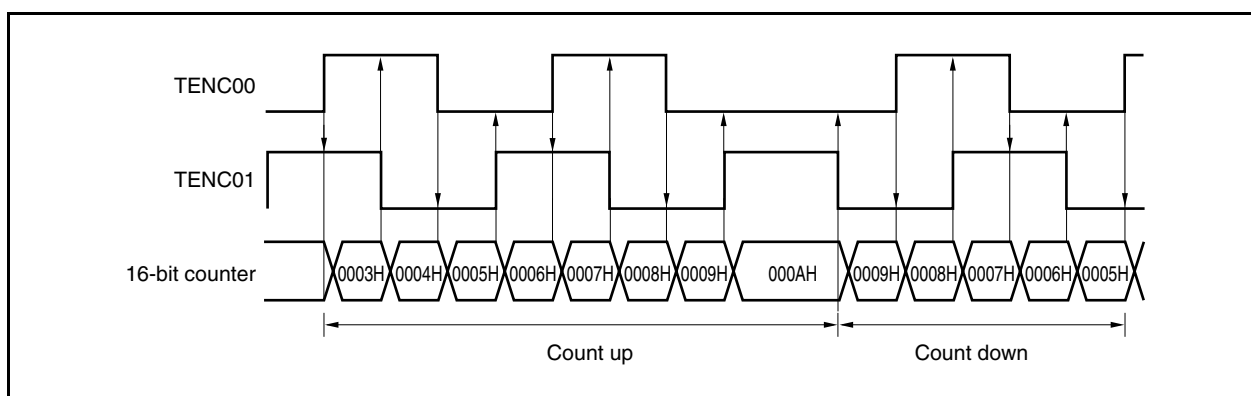 TENC00
TENC01
16-bit counter 0003H 0004H 0005H 0006H 0007H 0008H 0009H 000AH 0009H 0008H 0007H 0006H 0005H
Count up Count down